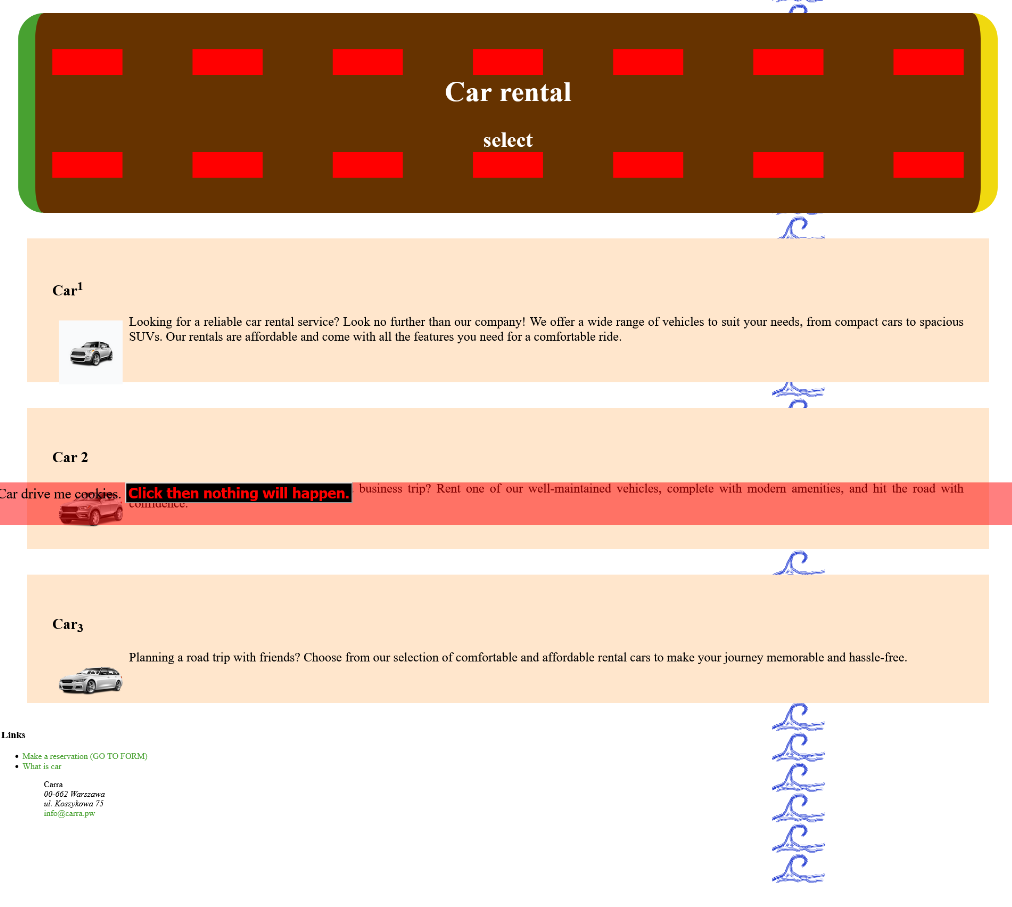 Car rental
select
Car¹
Looking for a reliable car rental service? Look no further than our company! We offer a wide range of vehicles to suit your needs, from compact cars to spacious
SUVs. Our rentals are affordable and come with all the features you need for a comfortable ride.
Car 2
Car drive me cookies. Click then nothing will happen.
business trip? Rent one of our well-maintained vehicles, complete with modern amenities, and hit the road with
confidence.
Car₃
Planning a road trip with friends? Choose from our selection of comfortable and affordable rental cars to make your journey memorable and hassle-free.
Links
Make a reservation (GO TO FORM)
What is car
Carra
00-662 Warszawa
ul. Koszykowa 75
info@carra.pw